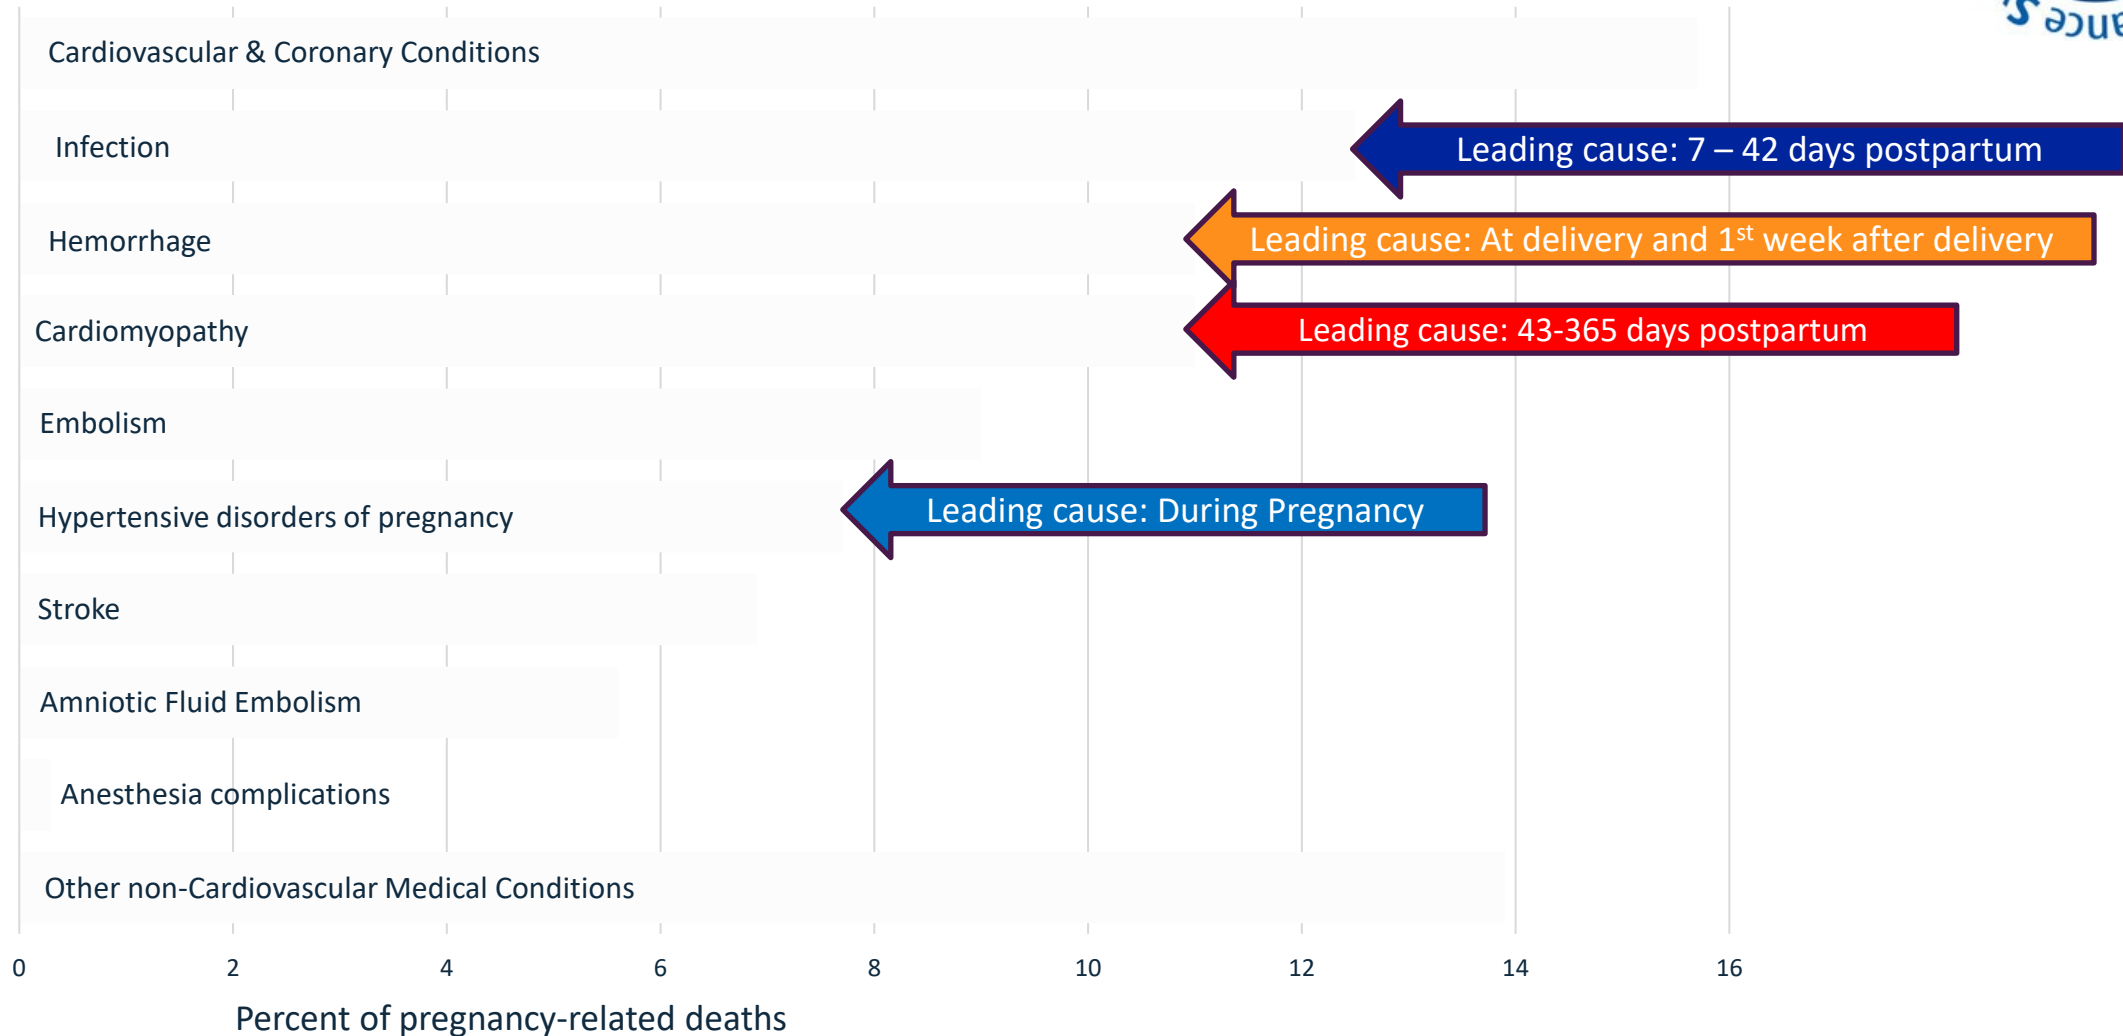 ance S
Cardiovascular & Coronary Conditions
Infection
Leading cause: 7 – 42 days postpartum
Hemorrhage
Leading cause: At delivery and 1st week after delivery
Cardiomyopathy
Leading cause: 43-365 days postpartum
Embolism
Hypertensive disorders of pregnancy
Leading cause: During Pregnancy
Stroke
Amniotic Fluid Embolism
Anesthesia complications
Other non-Cardiovascular Medical Conditions
0 2 4 6 8 10 12 14 16
Percent of pregnancy-related deaths